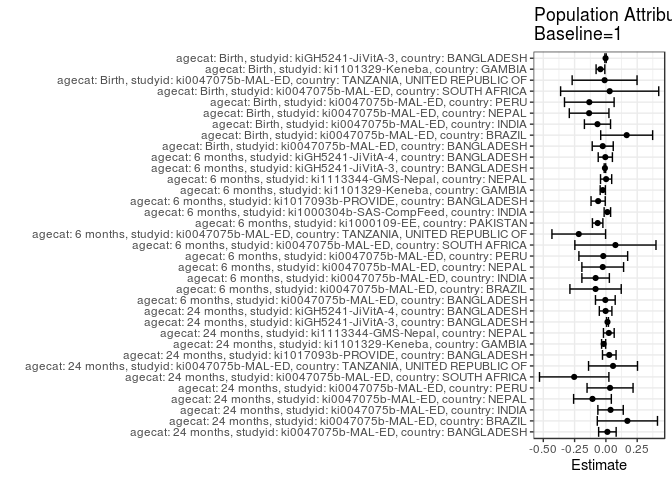 Population Attribu
Baseline=1
agecat: Birth, studyid: kiGH5241-JiVitA-3, country: BANGLADESH
agecat: Birth, studyid: ki1101329-Keneba, country: GAMBIA
agecat: Birth, studyid: ki0047075b-MAL-ED, country: TANZANIA, UNITED REPUBLIC OF
agecat: Birth, studyid: ki0047075b-MAL-ED, country: SOUTH AFRICA
agecat: Birth, studyid: ki0047075b-MAL-ED, country: PERU
agecat: Birth, studyid: ki0047075b-MAL-ED, country: NEPAL
agecat: Birth, studyid: ki0047075b-MAL-ED, country: INDIA
agecat: Birth, studyid: ki0047075b-MAL-ED, country: BRAZIL
agecat: Birth, studyid: ki0047075b-MAL-ED, country: BANGLADESH
agecat: 6 months, studyid: kiGH5241-JiVitA-4, country: BANGLADESH
agecat: 6 months, studyid: kiGH5241-JiVitA-3, country: BANGLADESH
agecat: 6 months, studyid: ki1113344-GMS-Nepal, country: NEPAL
agecat: 6 months, studyid: ki1101329-Keneba, country: GAMBIA
agecat: 6 months, studyid: ki1017093b-PROVIDE, country: BANGLADESH
agecat: 6 months, studyid: ki1000304b-SAS-CompFeed, country: INDIA
agecat: 6 months, studyid: ki1000109-EE, country: PAKISTAN
agecat: 6 months, studyid: ki0047075b-MAL-ED, country: TANZANIA, UNITED REPUBLIC OF
agecat: 6 months, studyid: ki0047075b-MAL-ED, country: SOUTH AFRICA
agecat: 6 months, studyid: ki0047075b-MAL-ED, country: PERU
agecat: 6 months, studyid: ki0047075b-MAL-ED, country: NEPAL
agecat: 6 months, studyid: ki0047075b-MAL-ED, country: INDIA
agecat: 6 months, studyid: ki0047075b-MAL-ED, country: BRAZIL
agecat: 6 months, studyid: ki0047075b-MAL-ED, country: BANGLADESH
agecat: 24 months, studyid: kiGH5241-JiVitA-4, country: BANGLADESH
agecat: 24 months, studyid: kiGH5241-JiVitA-3, country: BANGLADESH
agecat: 24 months, studyid: ki1113344-GMS-Nepal, country: NEPAL
agecat: 24 months, studyid: ki1101329-Keneba, country: GAMBIA
agecat: 24 months, studyid: ki1017093b-PROVIDE, country: BANGLADESH
agecat: 24 months, studyid: ki0047075b-MAL-ED, country: TANZANIA, UNITED REPUBLIC OF
agecat: 24 months, studyid: ki0047075b-MAL-ED, country: SOUTH AFRICA
agecat: 24 months, studyid: ki0047075b-MAL-ED, country: PERU
agecat: 24 months, studyid: ki0047075b-MAL-ED, country: NEPAL
agecat: 24 months, studyid: ki0047075b-MAL-ED, country: INDIA
agecat: 24 months, studyid: ki0047075b-MAL-ED, country: BRAZIL
agecat: 24 months, studyid: ki0047075b-MAL-ED, country: BANGLADESH
-0.50 -0.25 0.00 0.25
Estimate